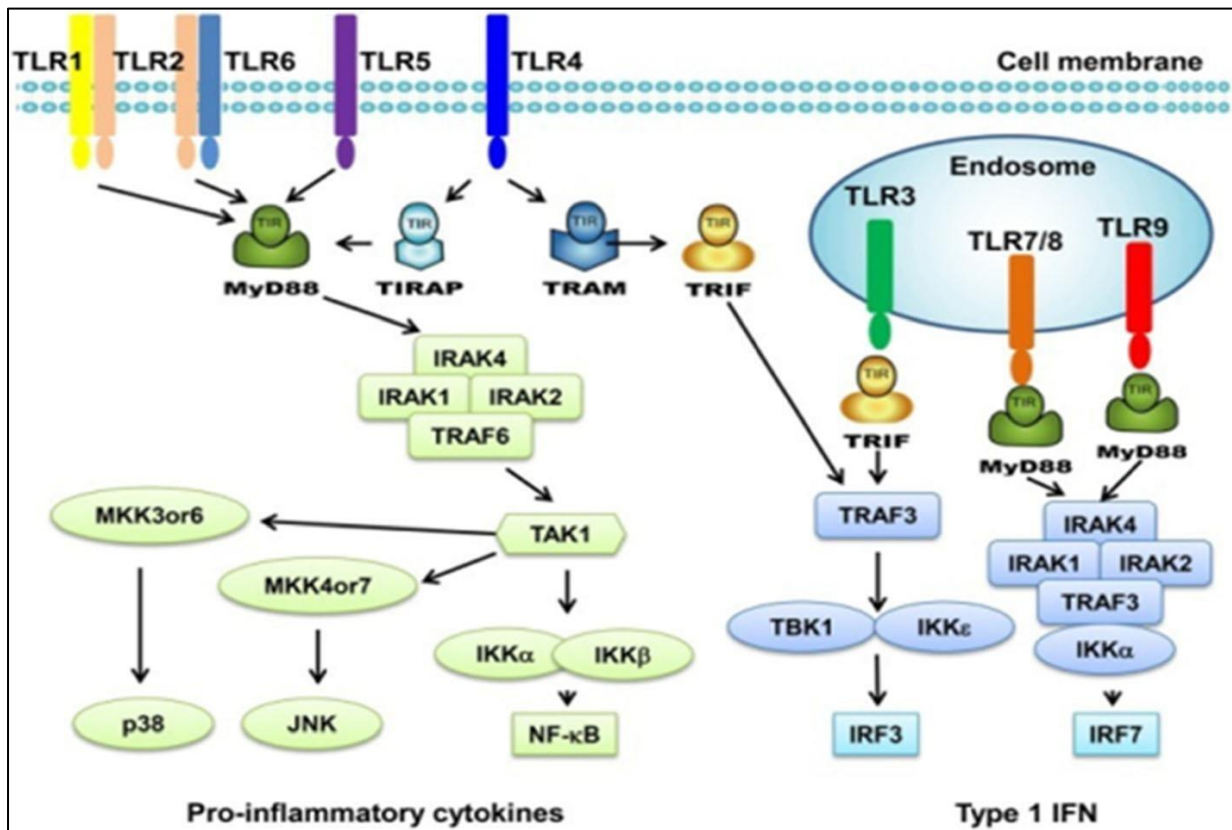 TLR1
TLR2
TLR6
TLR5
TLR4
Cell membrane
Endosome
TLR3
TLR7/8
TLR9
TIR
MyD88
TIR
TIRAP
TIR
TRAM
TIR
TRIF
TIR
TRIF
TIR
MyD88
TIR
MyD88
IRAK4
IRAK1
IRAK2
TRAF6
MKK3or6
TAK1
MKK4or7
IKKα
IKKβ
p38
JNK
NF-κB
TRAF3
TBK1
IKKε
IRF3
IRAK4
IRAK1
IRAK2
TRAF3
IKKα
IRF7
Pro-inflammatory cytokines
Type 1 IFN